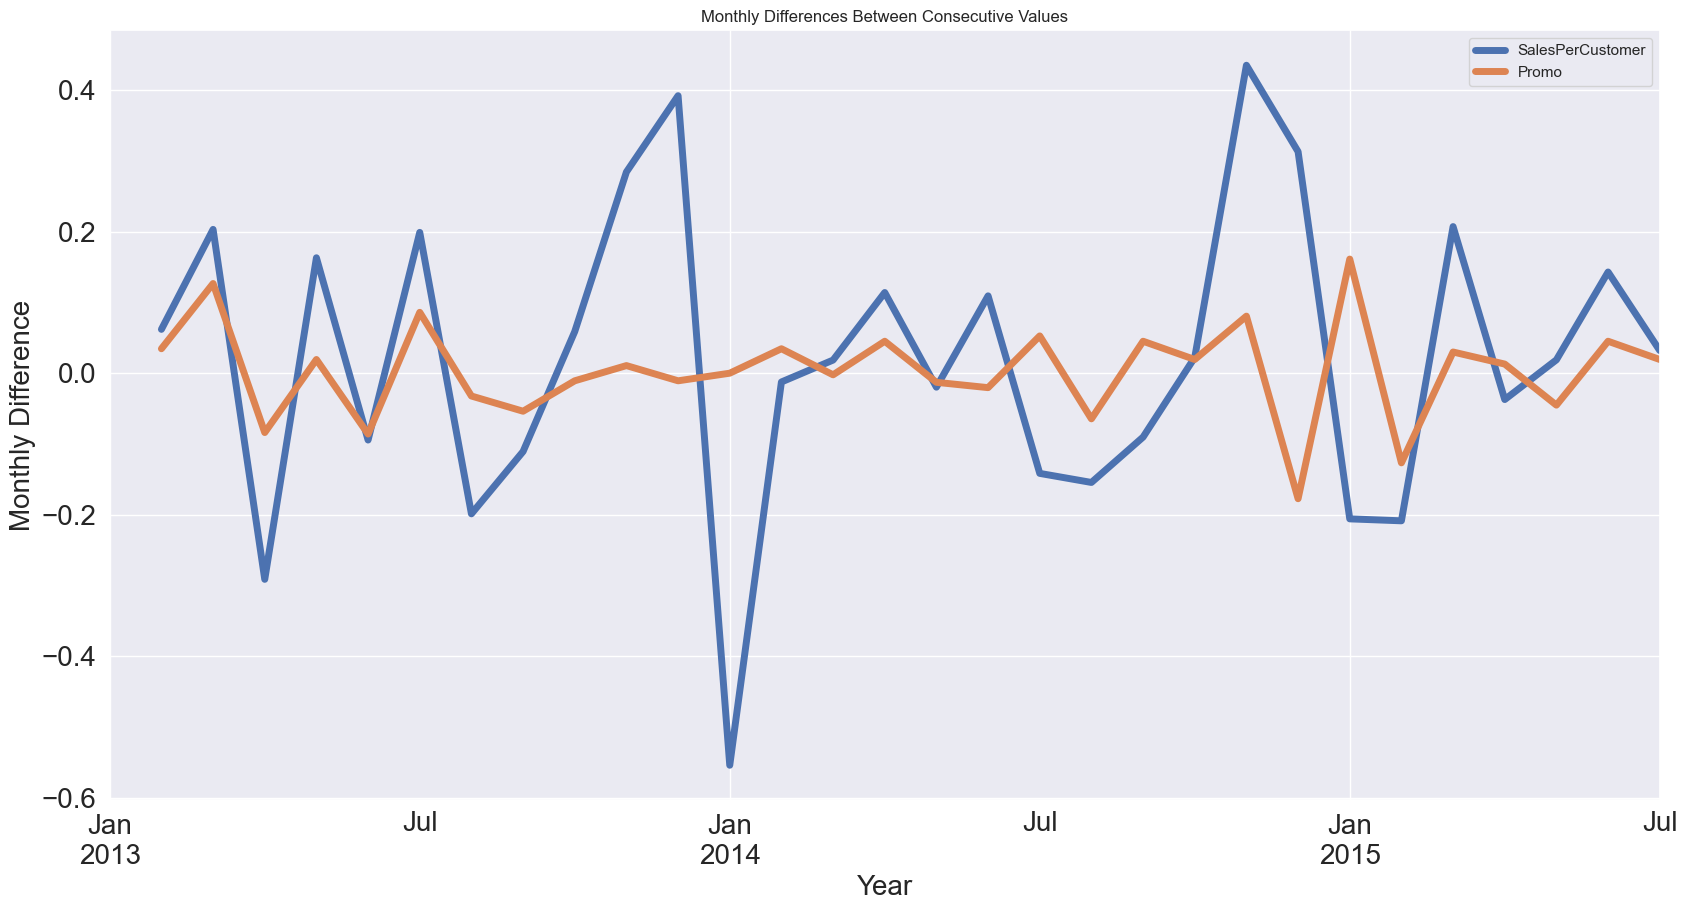 Monthly Differences Between Consecutive Values
SalesPerCustomer
Promo
Monthly Difference
0.4
0.2
0.0
−0.2
−0.4
−0.6
Jan
2013
Jul
Jan
2014
Jul
Jan
2015
Jul
Year